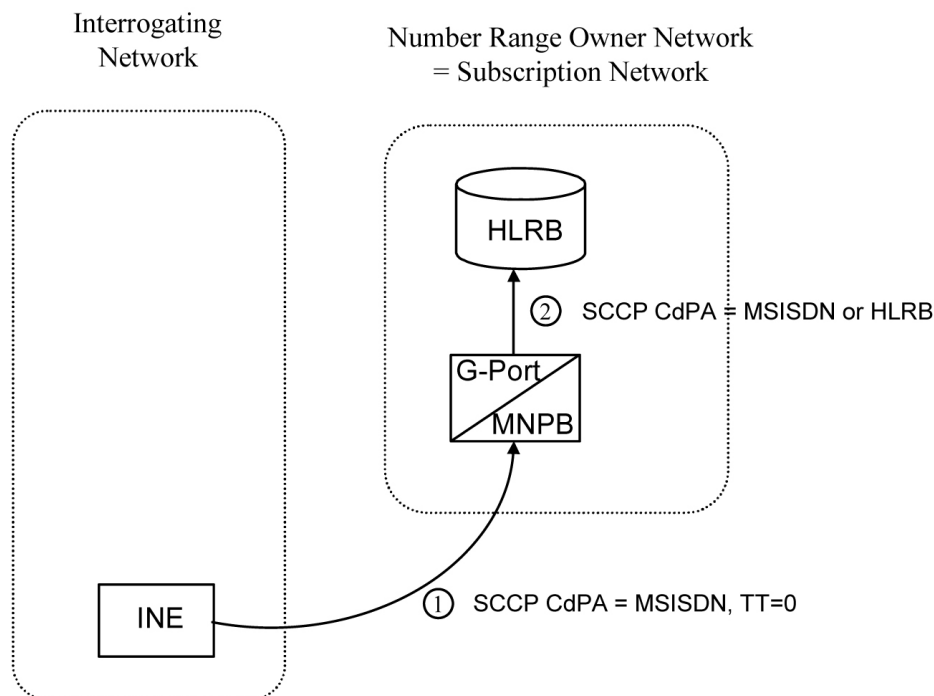 Interrogating
Network
Number Range Owner Network
= Subscription Network
HLRB
② SCCP CdPA = MSISDN or HLRB
G-Port
MNPB
① SCCP CdPA = MSISDN, TT=0
INE